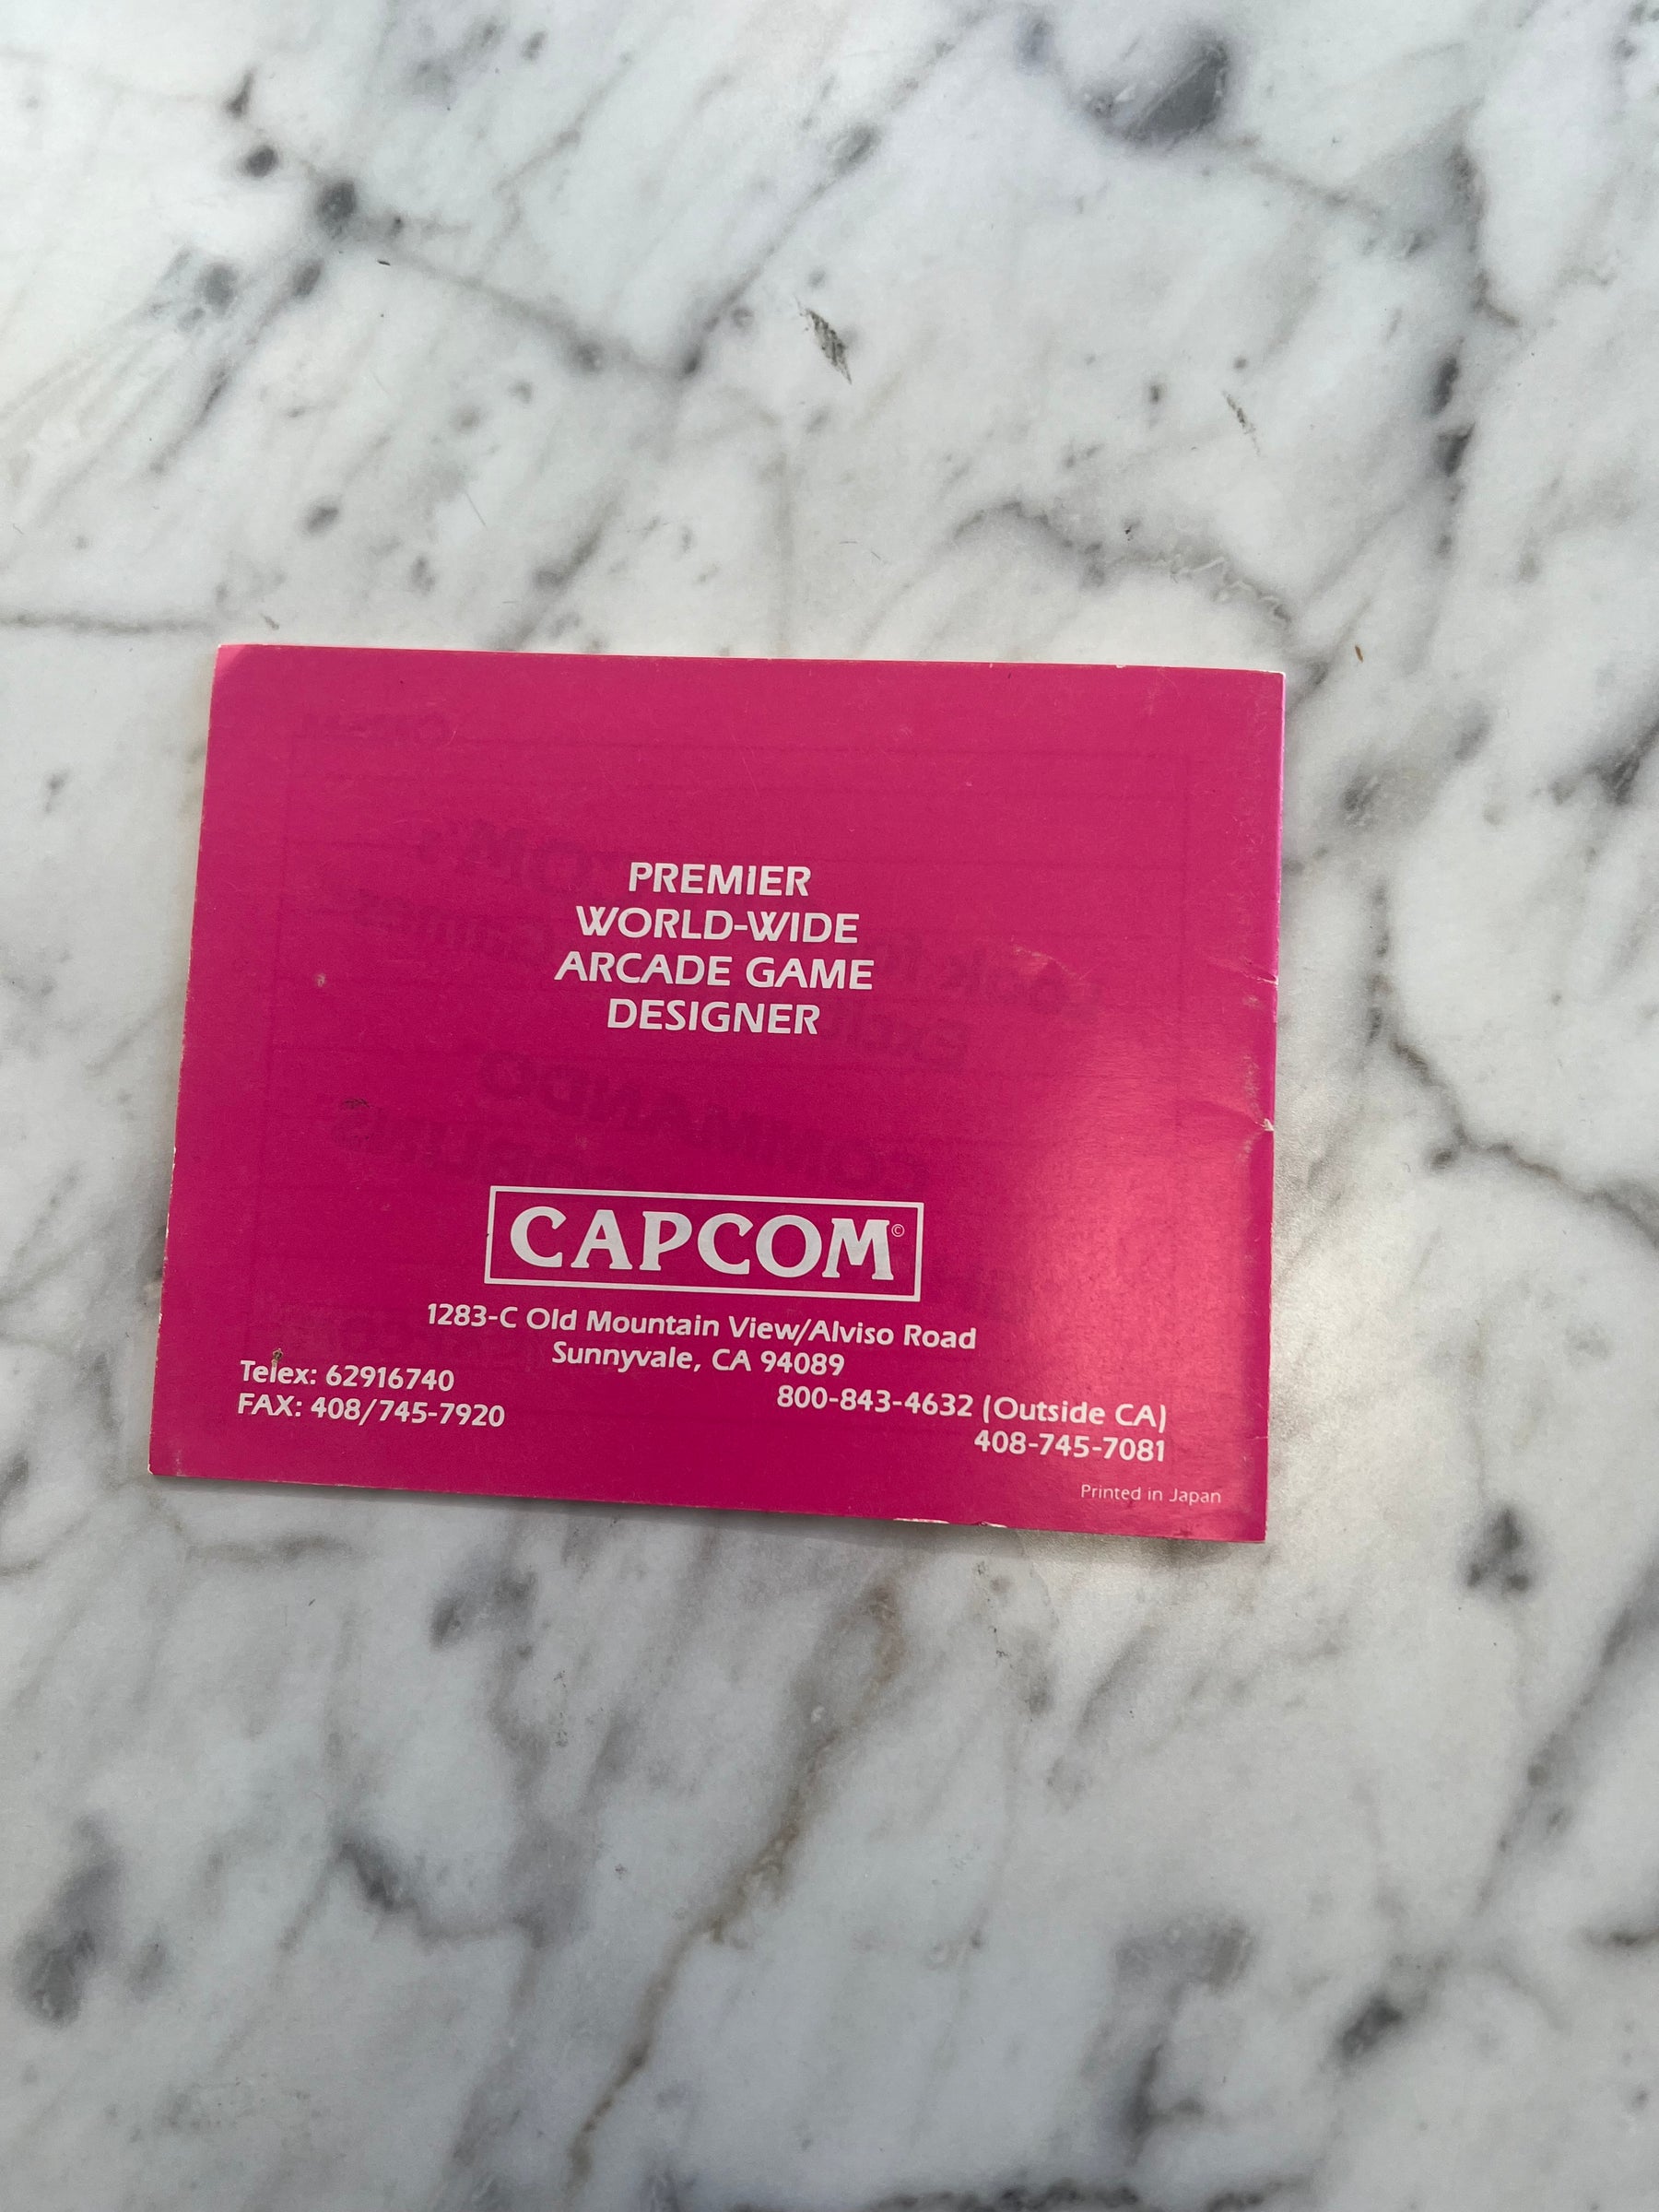 PREMIER
WORLD-WIDE
ARCADE GAME
DESIGNER
CAPCOM©
1283-C Old Mountain View/Alviso Road
Sunnyvale, CA 94089
Telex: 62916740
FAX: 408/745-7920
800-843-4632 (Outside CA)
408-745-7081
Printed in Japan